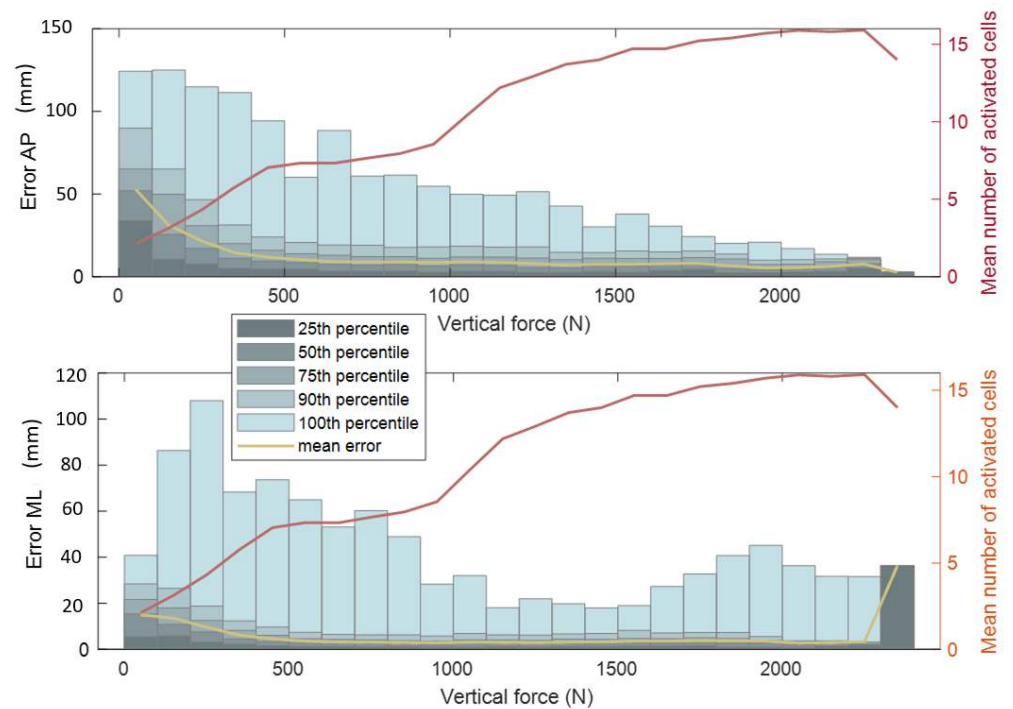 150
100
50
0
Error AP (mm)
15
10
5
0
Mean number of activated cells
0
500
1000
1500
2000
Vertical force (N)
25th percentile
50th percentile
75th percentile
90th percentile
100th percentile
mean error
120
100
80
60
40
20
0
Error ML (mm)
15
10
5
0
Mean number of activated cells
0
500
1000
1500
2000
Vertical force (N)